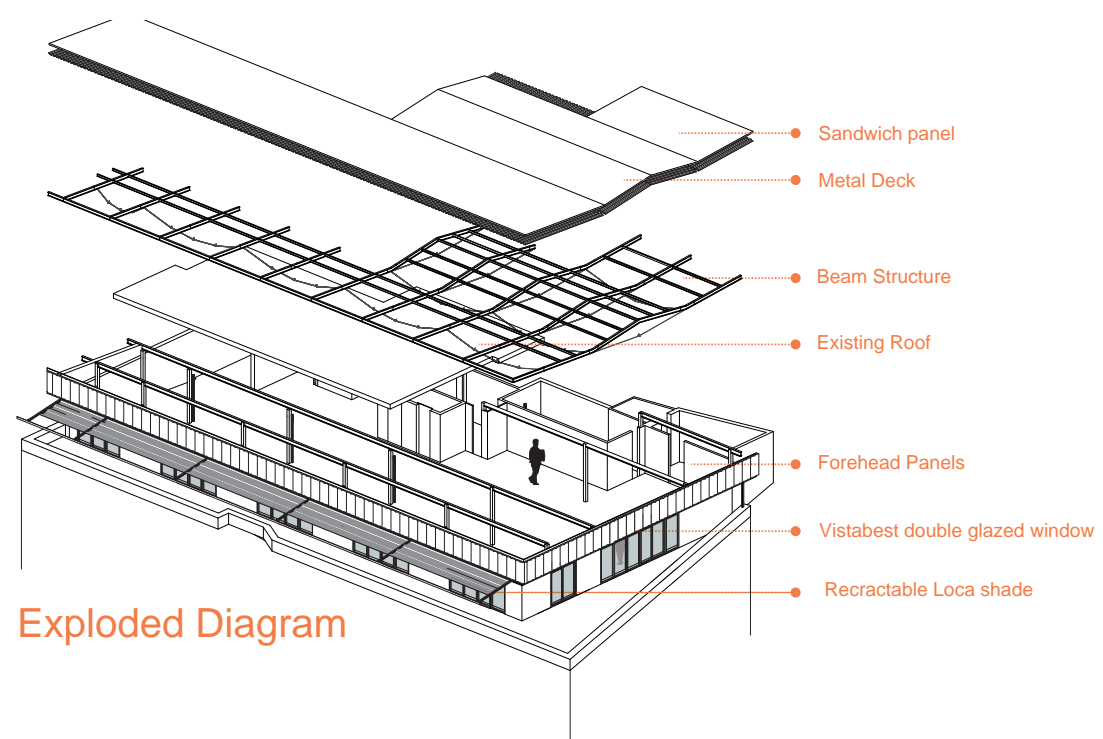 Sandwich panel
Metal Deck
Beam Structure
Existing Roof
Forehead Panels
Vistabest double glazed window
Recractable Loca shade
Exploded Diagram